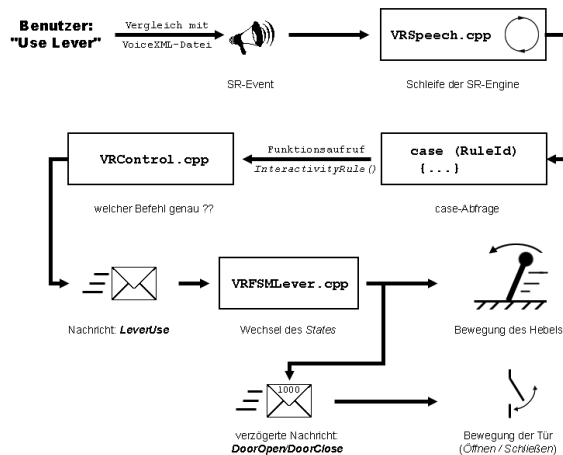 Benutzer:
"Use Lever"
Vergleich mit
VoiceXML-Datei
SR-Event
VRSpeech.cpp
Schleife der SR-Engine
VRControl.cpp
welcher Befehl genau ??
Funktionsaufruf
InteractivityRule()
case (RuleId)
{...}
case-Abfrage
Nachricht: LeverUse
VRFSMLever.cpp
Wechsel des States
Bewegung des Hebels
1000
verzögerte Nachricht:
DoorOpen/DoorClose
Bewegung der Tür
(Öffnen / Schließen)